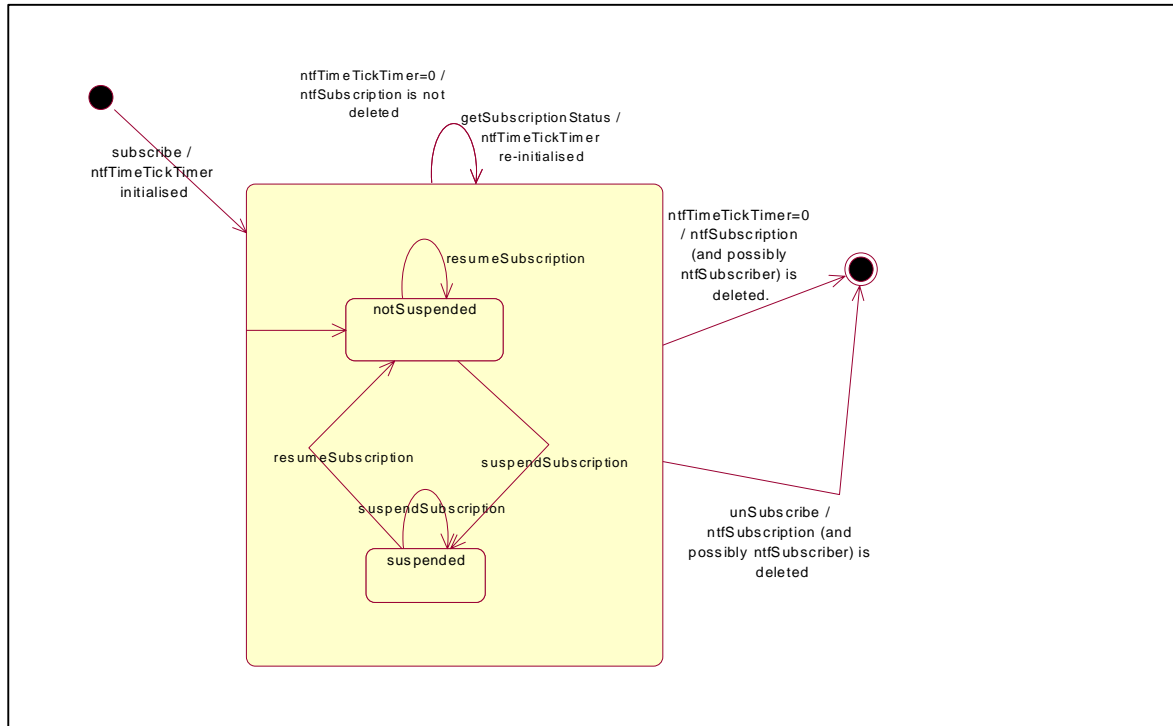 ntfTimeTickTimer=0 /
ntfSubscription is not
deleted
getSubscriptionStatus /
ntfTimeTickTimer
re-initialised
subscribe /
ntfTimeTickTimer
initialised
ntfTimeTickTimer=0
/ ntfSubscription
(and possibly
ntfSubscriber) is
deleted.
resumeSubscription
notSuspended
resumeSubscription
suspendSubscription
suspendSubscription
suspended
unSubscribe /
ntfSubscription (and
possibly ntfSubscriber) is
deleted